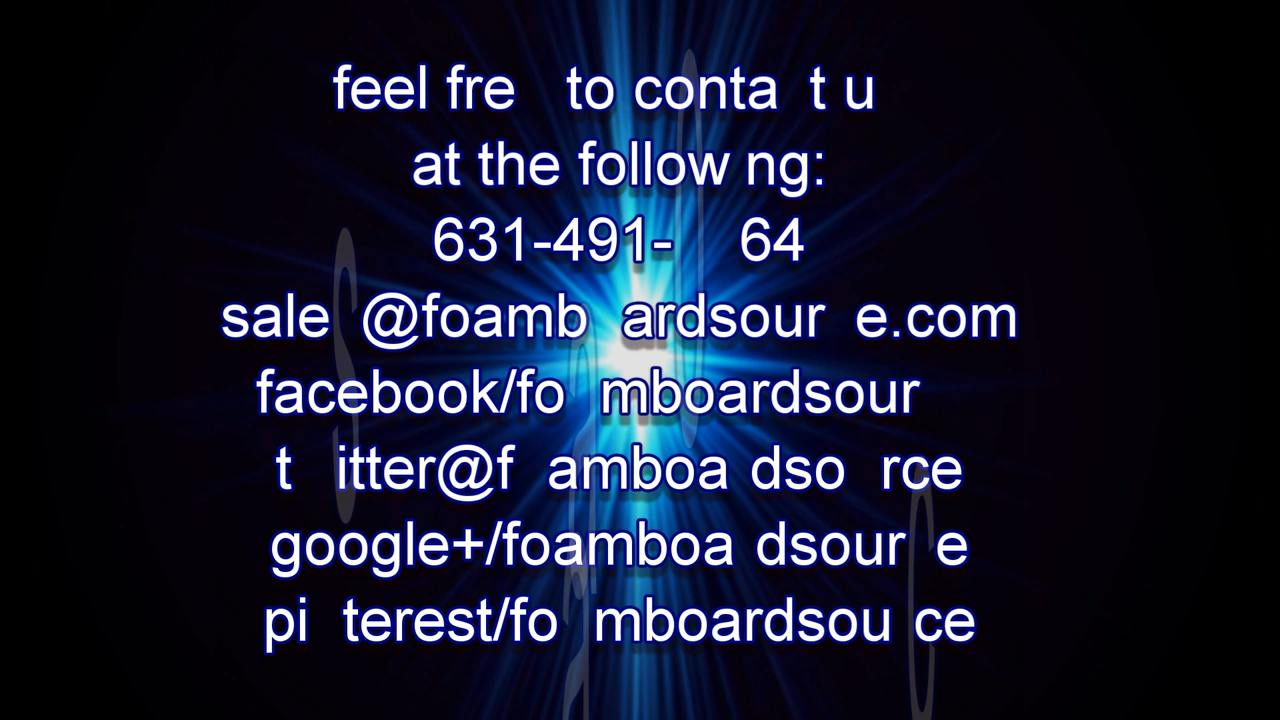 feel fre to conta t u
at the follow ng:
631-491- 64
sale @foamb ardsour e.com
facebook/fo mboardsour
t itter@f amboa dso rce
google+/foamboa dsour e
pi terest/fo mboardsou ce